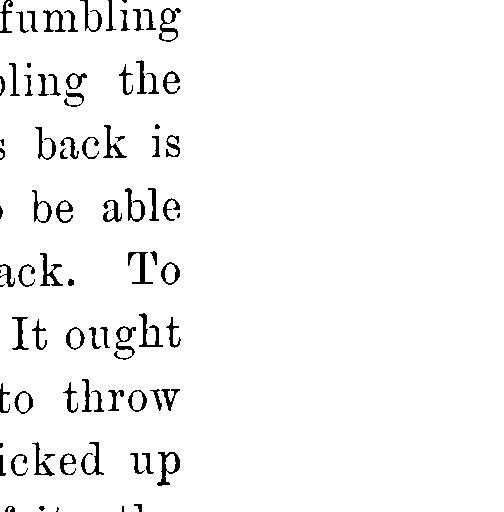 fumbling
bling the
s back is
be able
ack. To
It ought
to throw
icked up